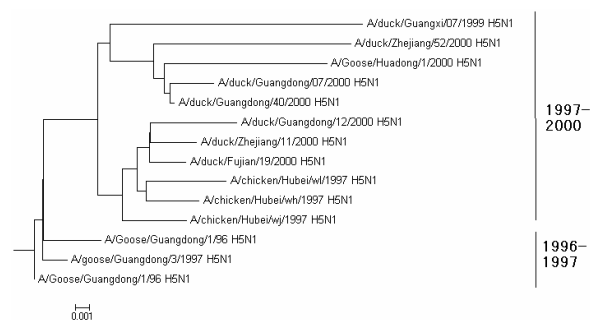 A/duck/Guangxi/07/1999 H5N1
A/duck/Zhejiang/52/2000 H5N1
A/Goose/Huadong/1/2000 H5N1
A/duck/Guangdong/07/2000 H5N1
A/duck/Guangdong/40/2000 H5N1
A/duck/Guangdong/12/2000 H5N1
A/duck/Zhejiang/11/2000 H5N1
A/duck/Fujian/19/2000 H5N1
A/chicken/Hubei/wl/1997 H5N1
A/chicken/Hubei/wh/1997 H5N1
A/chicken/Hubei/wj/1997 H5N1
1997-
2000
A/Goose/Guangdong/1/96 H5N1
A/goose/Guangdong/3/1997 H5N1
A/Goose/Guangdong/1/96 H5N1
1996-
1997
0.001